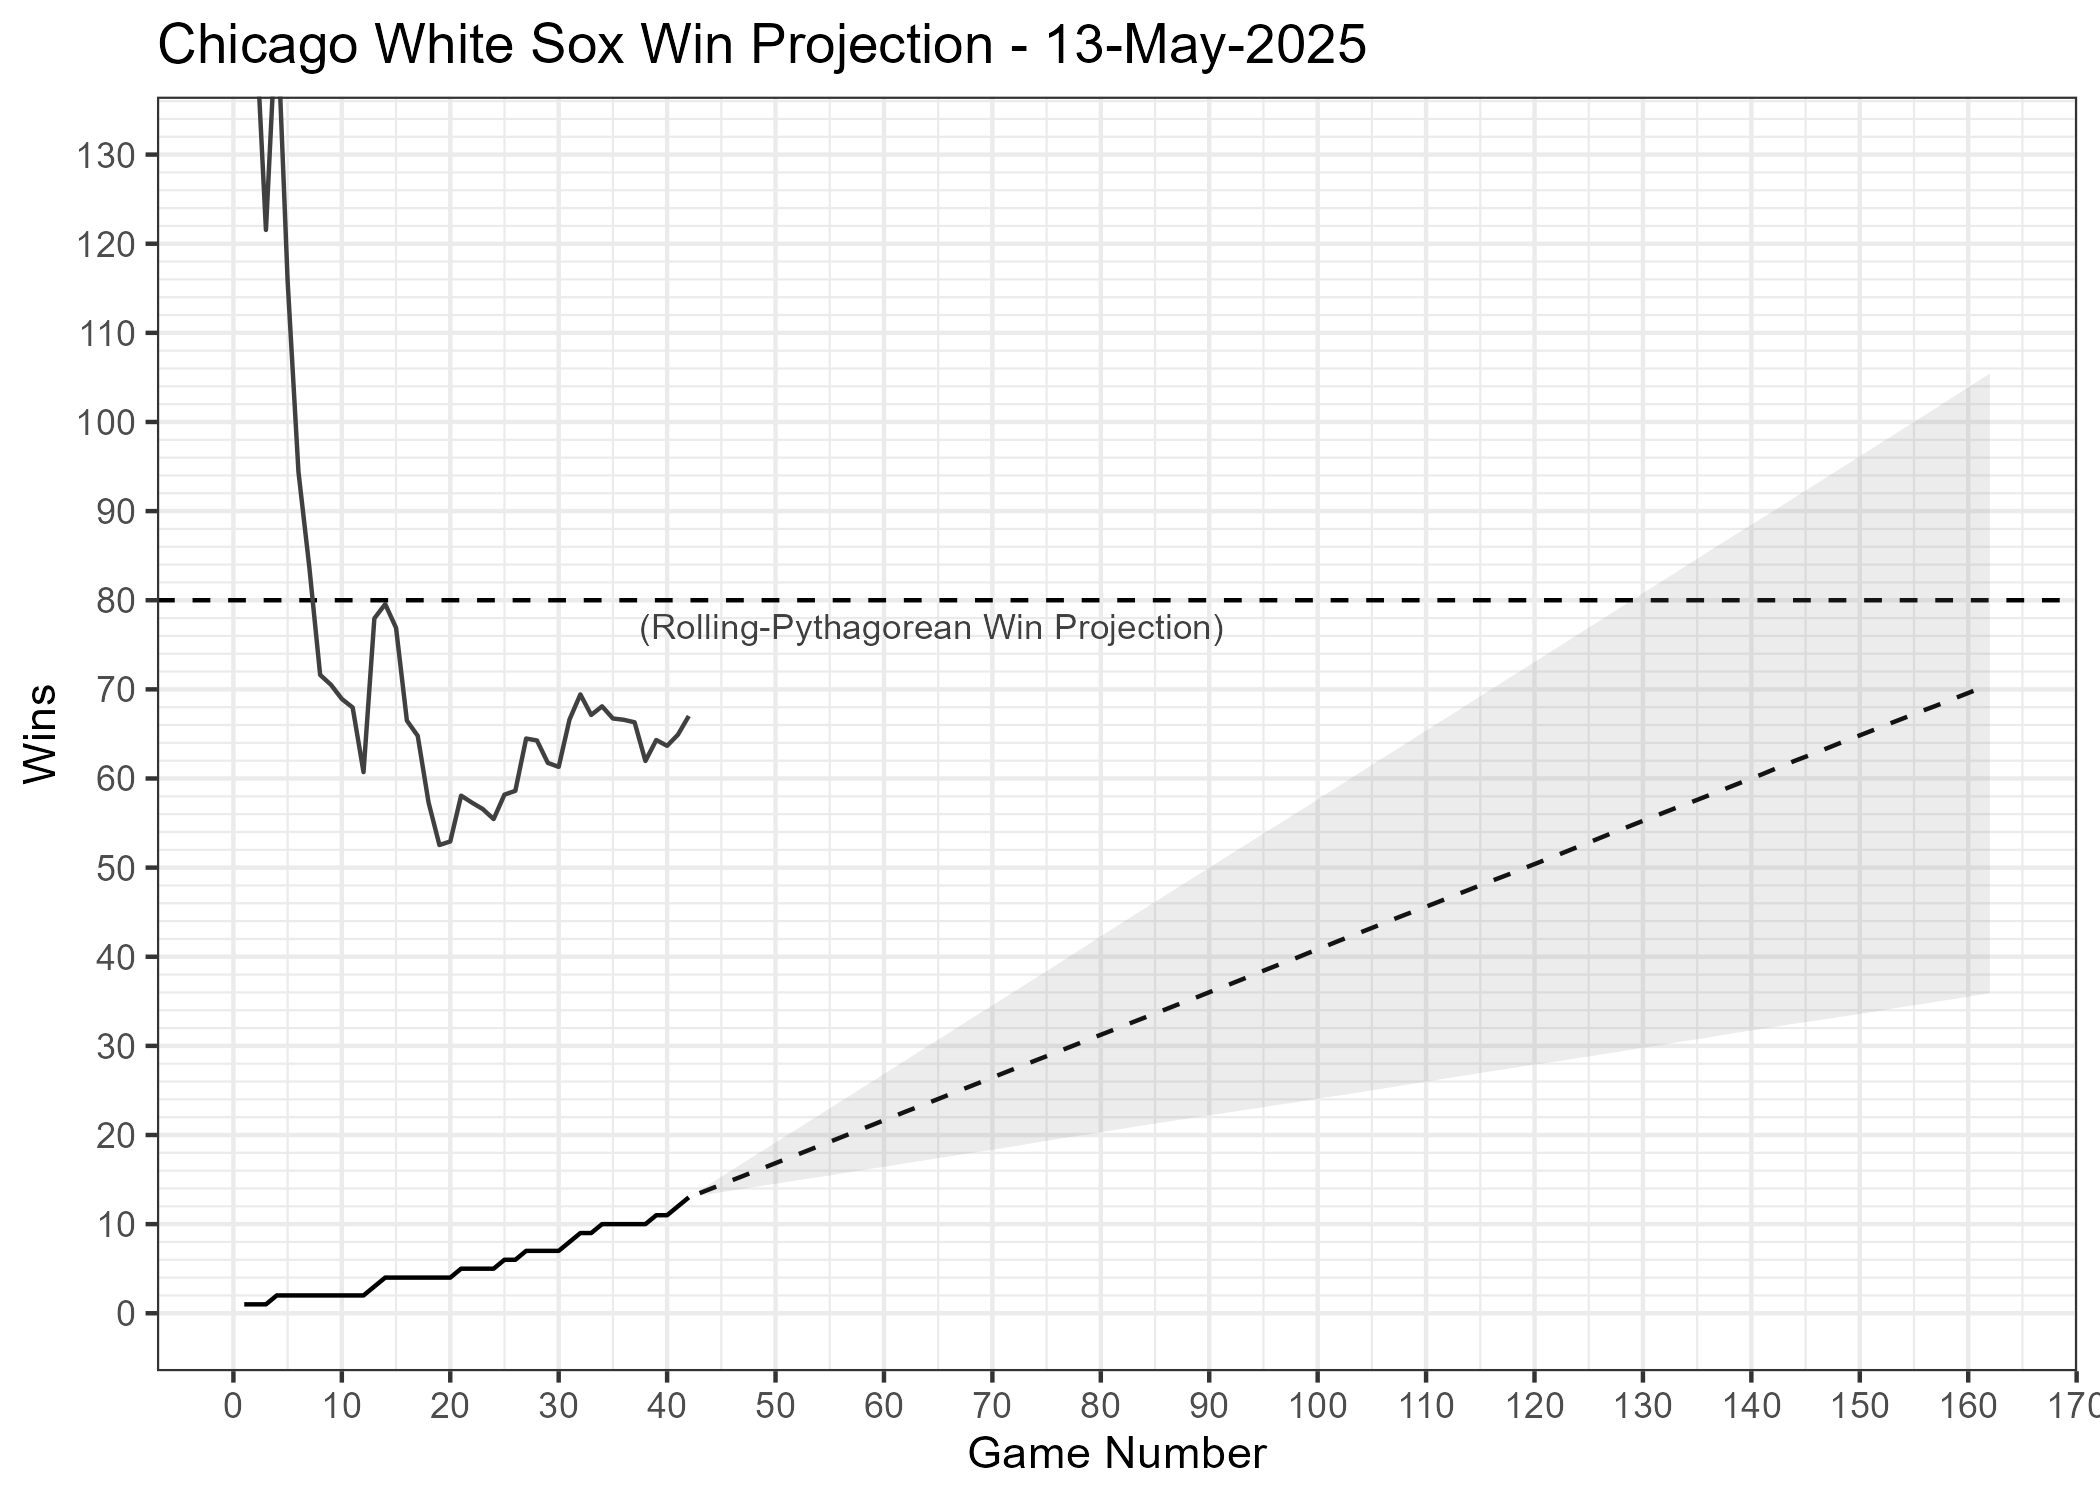 Chicago White Sox Win Projection - 13-May-2025
130
120
110
100
90
80
(Rolling-Pythagorean Win Projection)
70
60
50
40
30
20
10
0
Wins
0 10 20 30 40 50 60 70 80 90 100 110 120 130 140 150 160 170
Game Number